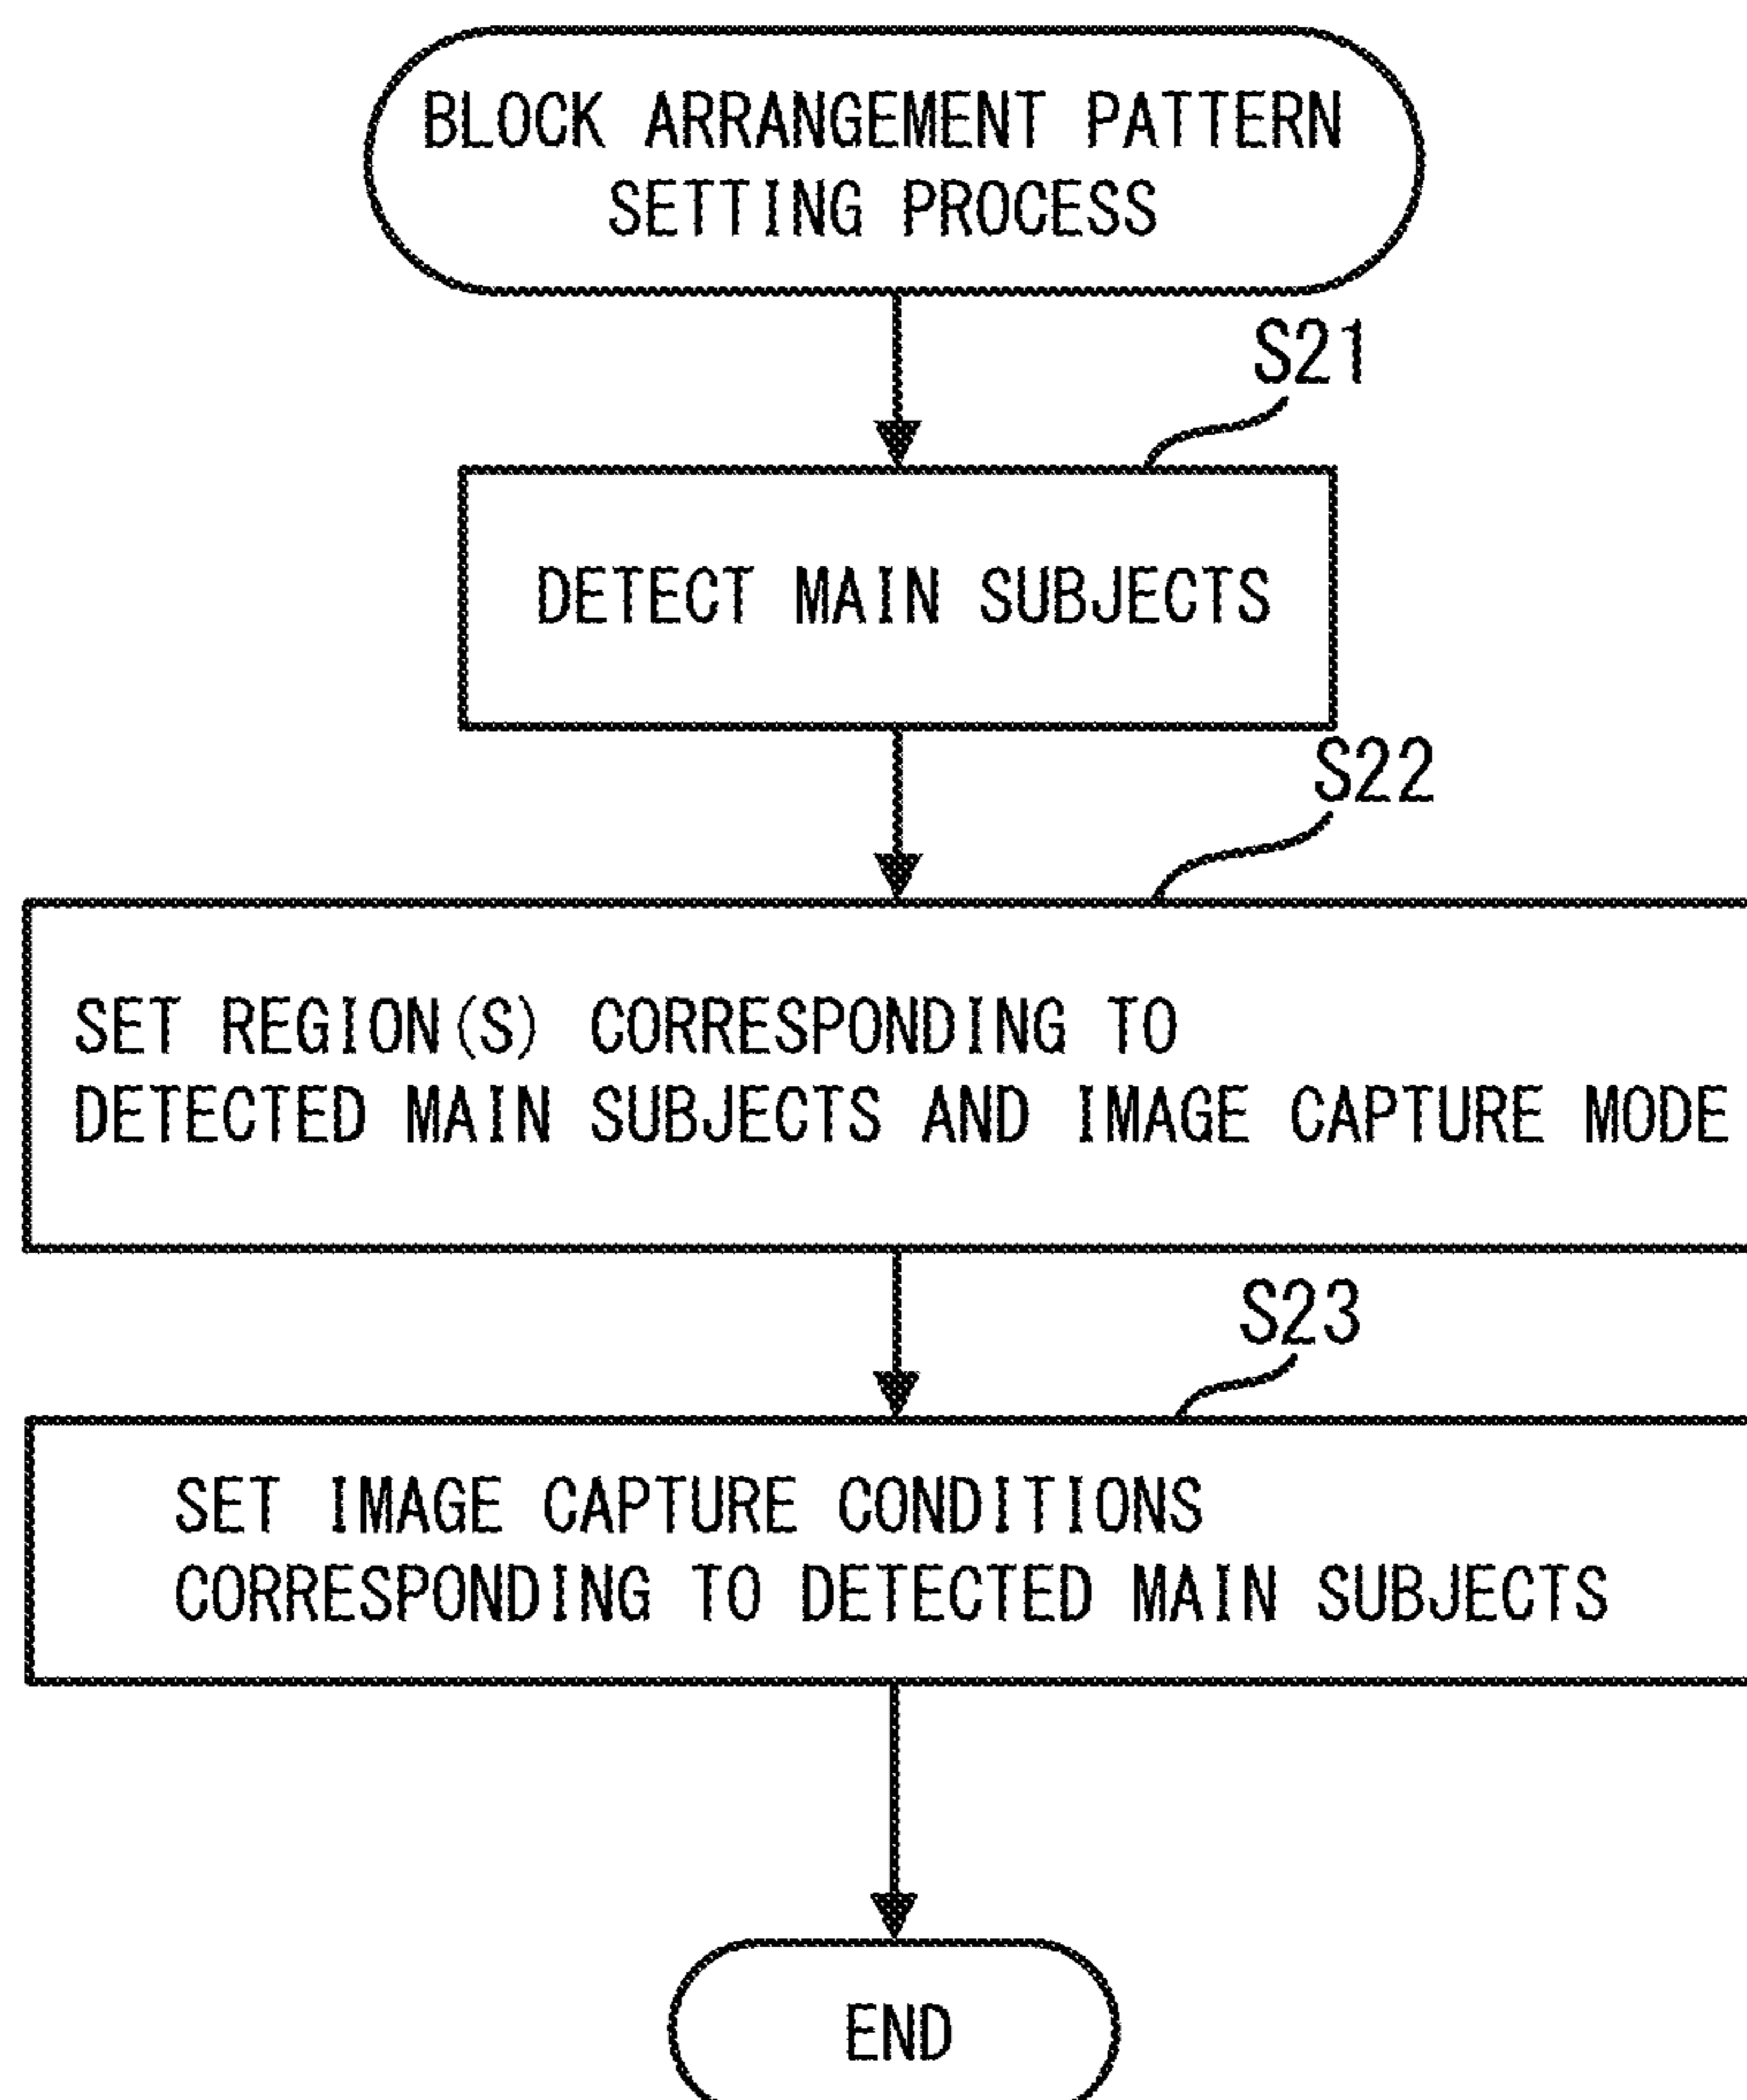 BLOCK ARRANGEMENT PATTERN
SETTING PROCESS
S21
DETECT MAIN SUBJECTS
S22
SET REGION(S) CORRESPONDING TO
DETECTED MAIN SUBJECTS AND IMAGE CAPTURE MODE
S23
SET IMAGE CAPTURE CONDITIONS
CORRESPONDING TO DETECTED MAIN SUBJECTS
END